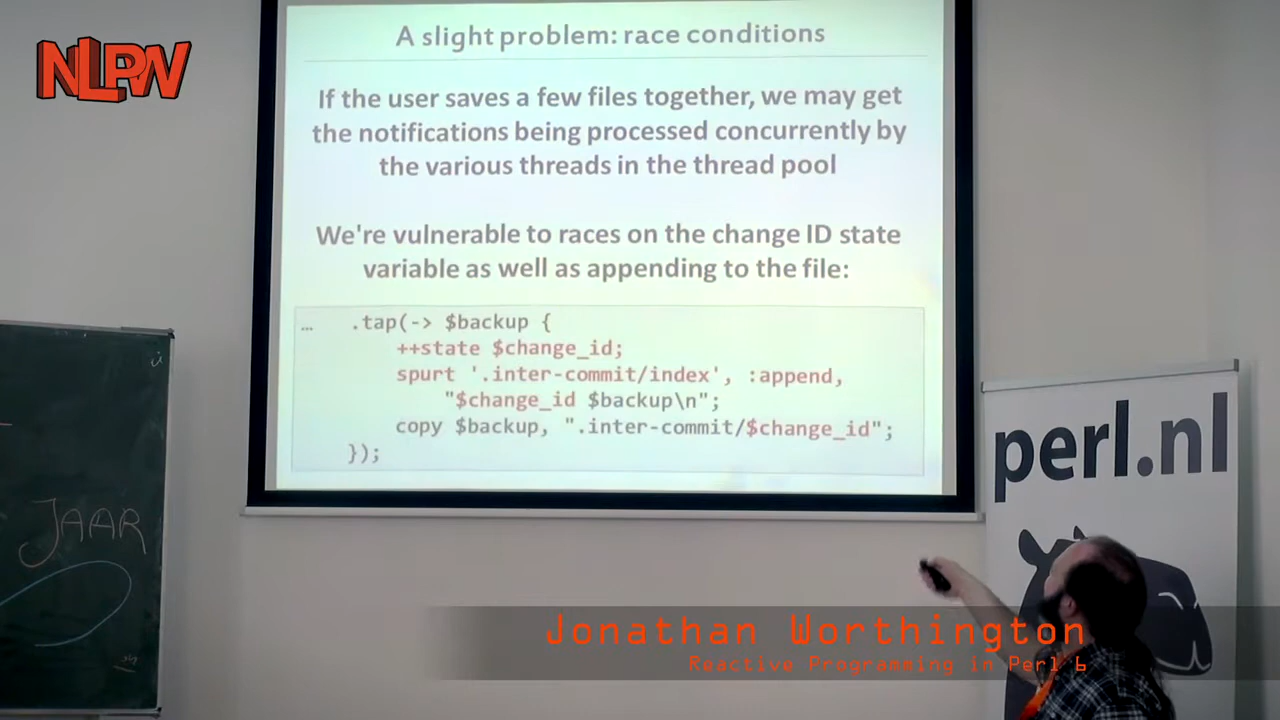 NLPW
A slight problem: race conditions
If the user saves a few files together, we may get
the notifications being processed concurrently by
the various threads in the thread pool
We're vulnerable to races on the change ID state
variable as well as appending to the file:
… .tap(-> $backup {
++state $change_id;
spurt '.inter-commit/index', :append,
"$change_id $backup\n";
copy $backup, ".inter-commit/$change_id";
});
perl.nl
JAAR
Jonathan Worthington
Reactive Programming in Perl 6